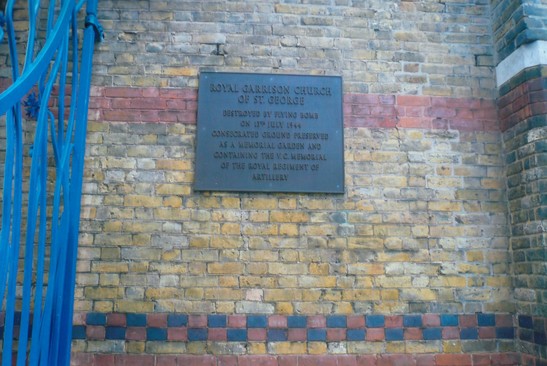 ROYAL GARRISON CHURCH
OF ST. GEORGE
DESTROYED BY FLYING BOMB
ON 13TH JULY 1944
CONSECRATED GROUND PRESERVED
AS A MEMORIAL GARDEN AND
CONTAINING THE V.C. MEMORIAL
OF THE ROYAL REGIMENT OF
ARTILLERY